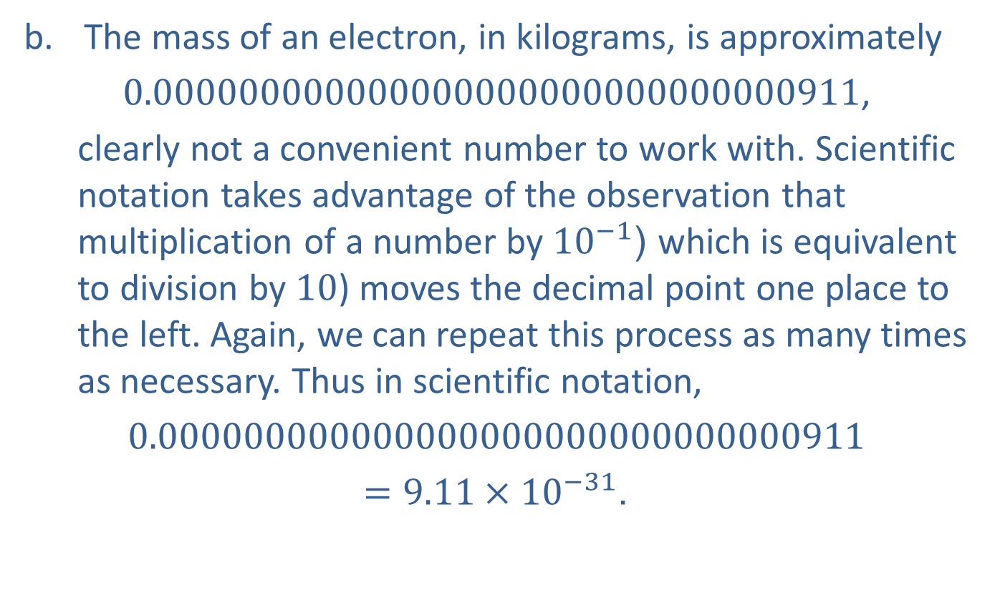 b. The mass of an electron, in kilograms, is approximately
0.000000000000000000000000000000911,
clearly not a convenient number to work with. Scientific
notation takes advantage of the observation that
multiplication of a number by 10⁻¹) which is equivalent
to division by 10) moves the decimal point one place to
the left. Again, we can repeat this process as many times
as necessary. Thus in scientific notation,
0.000000000000000000000000000000911
= 9.11 × 10⁻³¹.